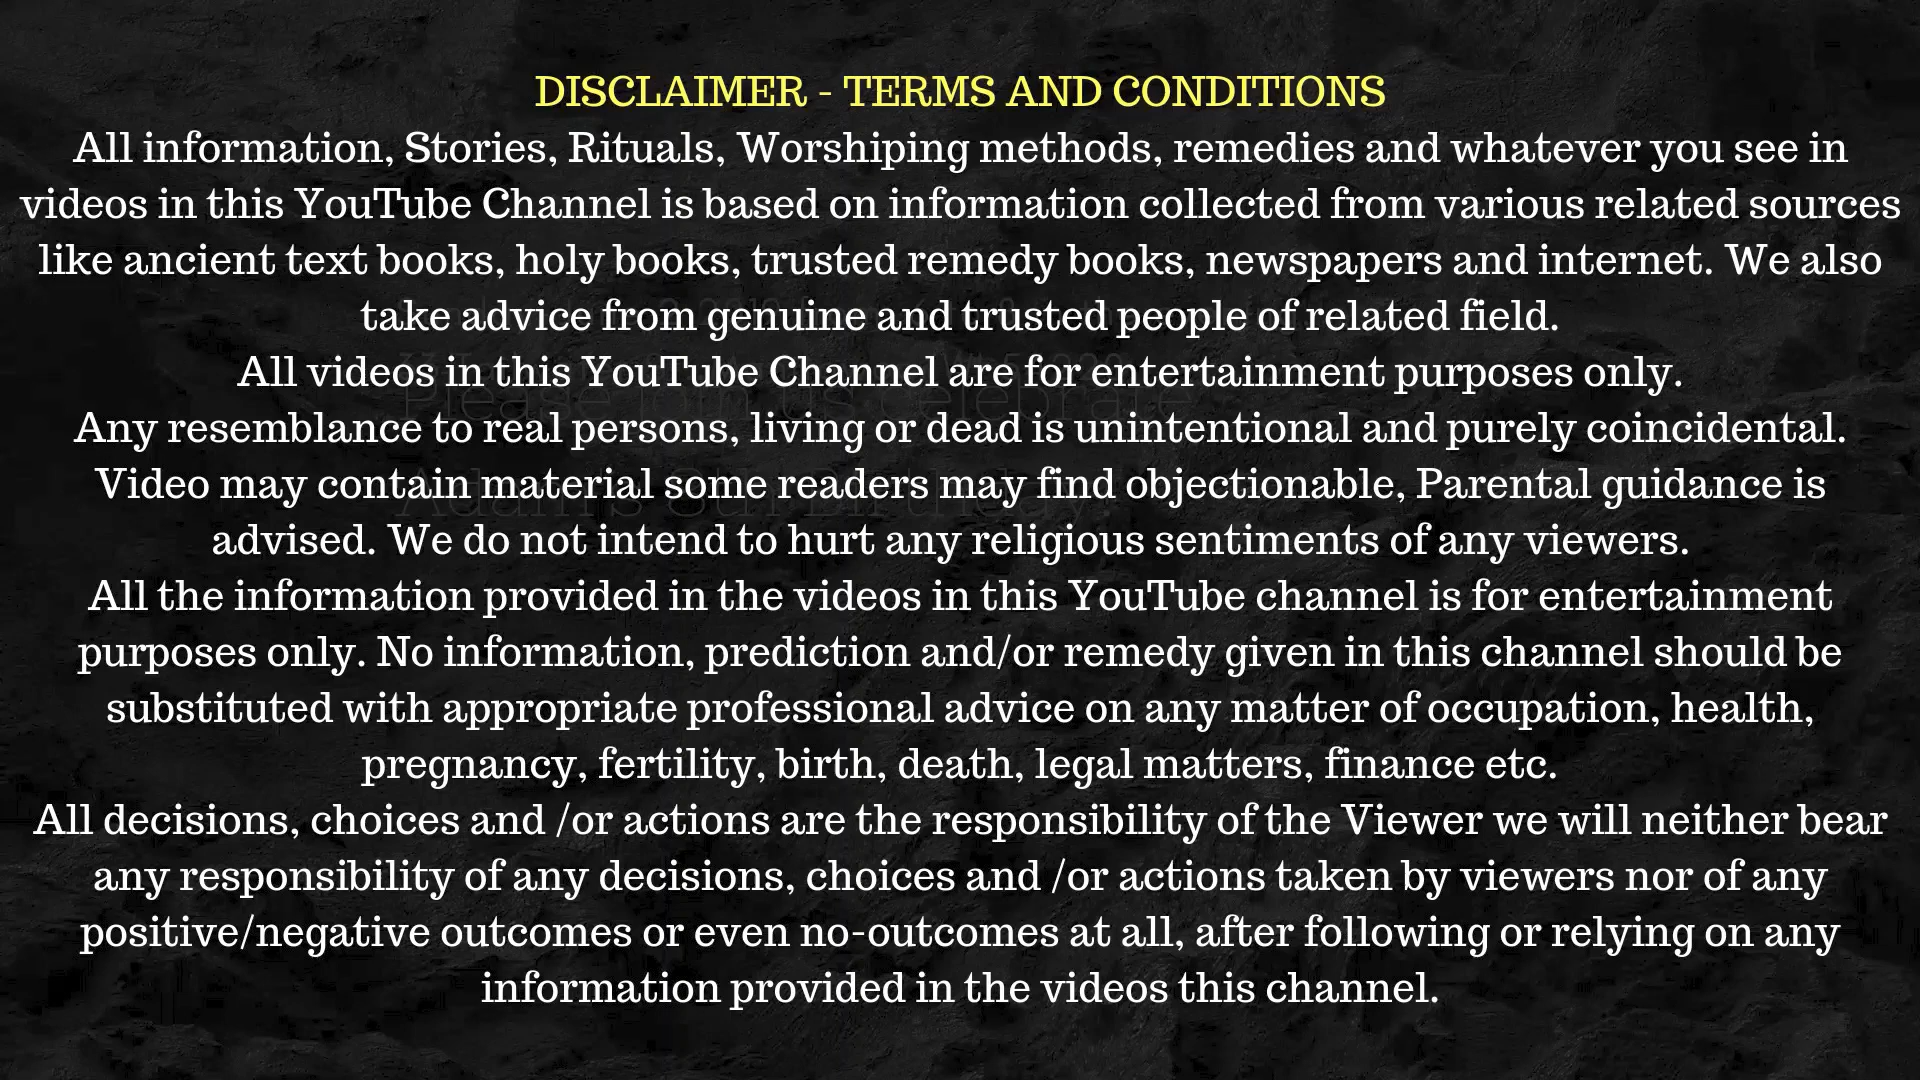 DISCLAIMER - TERMS AND CONDITIONS
All information, Stories, Rituals, Worshiping methods, remedies and whatever you see in
videos in this YouTube Channel is based on information collected from various related sources
like ancient text books, holy books, trusted remedy books, newspapers and internet. We also
take advice from genuine and trusted people of related field.
All videos in this YouTube Channel are for entertainment purposes only.
Please join us celebrate
Any resemblance to real persons, living or dead is unintentional and purely coincidental.
Video may contain material some readers may find objectionable, Parental guidance is
Adam's 8th Birthday!
advised. We do not intend to hurt any religious sentiments of any viewers.
All the information provided in the videos in this YouTube channel is for entertainment
purposes only. No information, prediction and/or remedy given in this channel should be
substituted with appropriate professional advice on any matter of occupation, health,
pregnancy, fertility, birth, death, legal matters, finance etc.
All decisions, choices and /or actions are the responsibility of the Viewer we will neither bear
any responsibility of any decisions, choices and /or actions taken by viewers nor of any
positive/negative outcomes or even no-outcomes at all, after following or relying on any
information provided in the videos this channel.